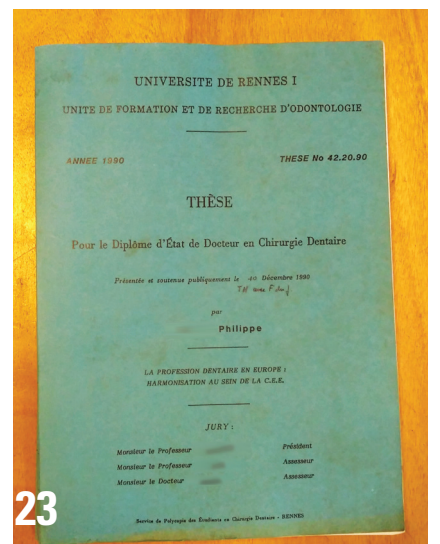 UNIVERSITE DE RENNES I
UNITE DE FORMATION ET DE RECHERCHE D'ODONTOLOGIE
ANNEE 1990 THESE No 42.20.90
THÈSE
Pour le Diplôme d'État de Docteur en Chirurgie Dentaire
Présentée et soutenue publiquement le Décembre 1990
par
Philippe
LA PROFESSION DENTAIRE EN EUROPE :
HARMONISATION AU SEIN DE LA C.E.E.
JURY :
Monsieur le Professeur Président
Monsieur le Professeur Assesseur
Monsieur le Docteur Assesseur
Service de Polycopie des Étudiants en Chirurgie Dentaire - RENNES
23